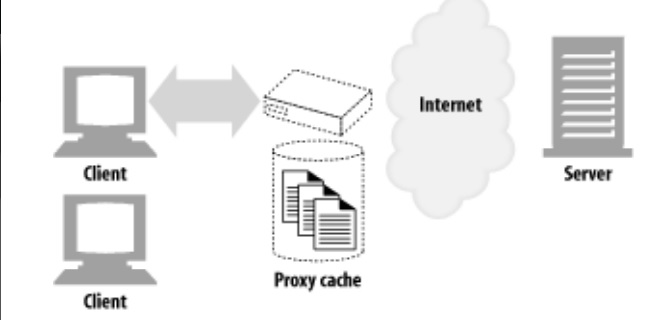 Internet
Client
Server
Proxy cache
Client